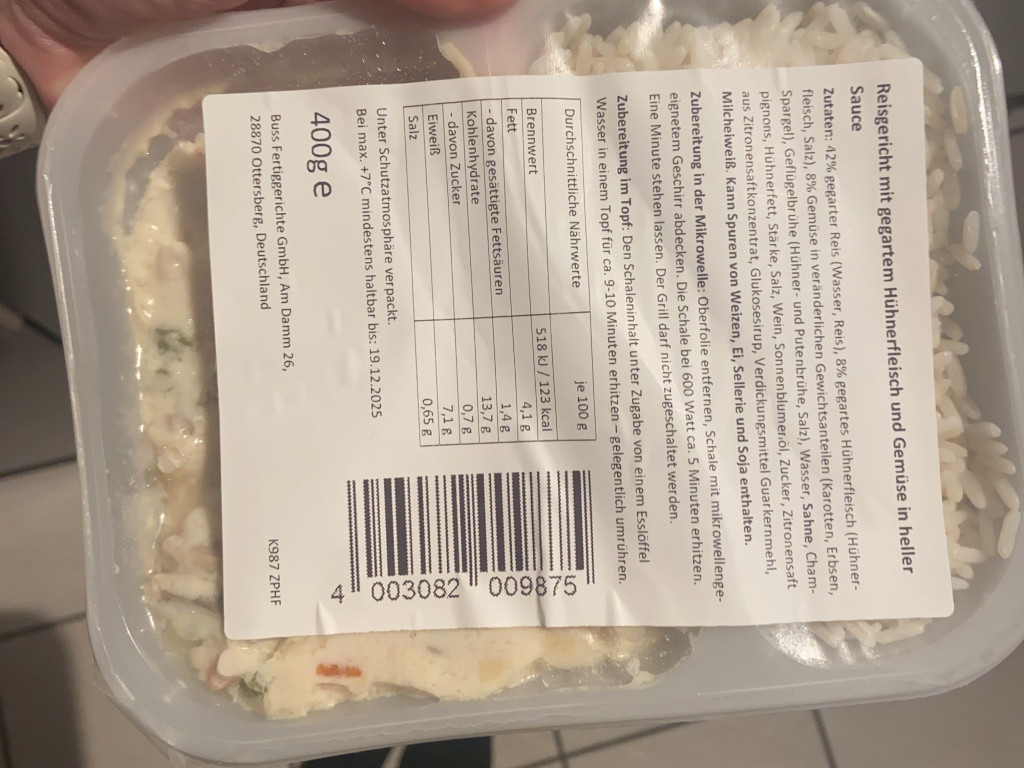 Reisgericht mit gegartem Hühnerfleisch und Gemüse in heller
Sauce
Zutaten: 42% gegarter Reis (Wasser, Reis), 8% gegartes Hühnerfleisch (Hühner-
fleisch, Salz), 8% Gemüse in veränderlichen Gewichtsanteilen (Karotten, Erbsen,
Spargel), Geflügelbrühe (Hühner- und Putenbrühe, Salz), Wasser, Sahne, Cham-
pignons, Hühnerfett, Stärke, Salz, Wein, Sonnenblumenöl, Zucker, Zitronensaft
aus Zitronensaftkonzentrat, Glukosesirup, Verdickungsmittel Guarkernmehl,
Milcheiweiß. Kann Spuren von Weizen, Ei, Sellerie und Soja enthalten.
Zubereitung in der Mikrowelle: Oberfolie entfernen, Schale mit mikrowellenge-
eignetem Geschirr abdecken. Die Schale bei 600 Watt ca. 5 Minuten erhitzen.
Eine Minute stehen lassen. Der Grill darf nicht zugeschaltet werden.
Zubereitung im Topf: Den Schaleninhalt unter Zugabe von einem Esslöffel
Wasser in einem Topf für ca. 9-10 Minuten erhitzen – gelegentlich umrühren.
Durchschnittliche Nährwerte je 100 g
Brennwert 518 kJ / 123 kcal
Fett 4,1 g
- davon gesättigte Fettsäuren 1,4 g
Kohlenhydrate 13,7 g
- davon Zucker 0,7 g
Eiweiß 7,1 g
Salz 0,65 g
Unter Schutzatmosphäre verpackt.
Bei max. +7°C mindestens haltbar bis: 19.12.2025
400g e
Buss Fertiggerichte GmbH, Am Damm 26,
28870 Ottersberg, Deutschland
K987 ZPHF
4 003082 009875